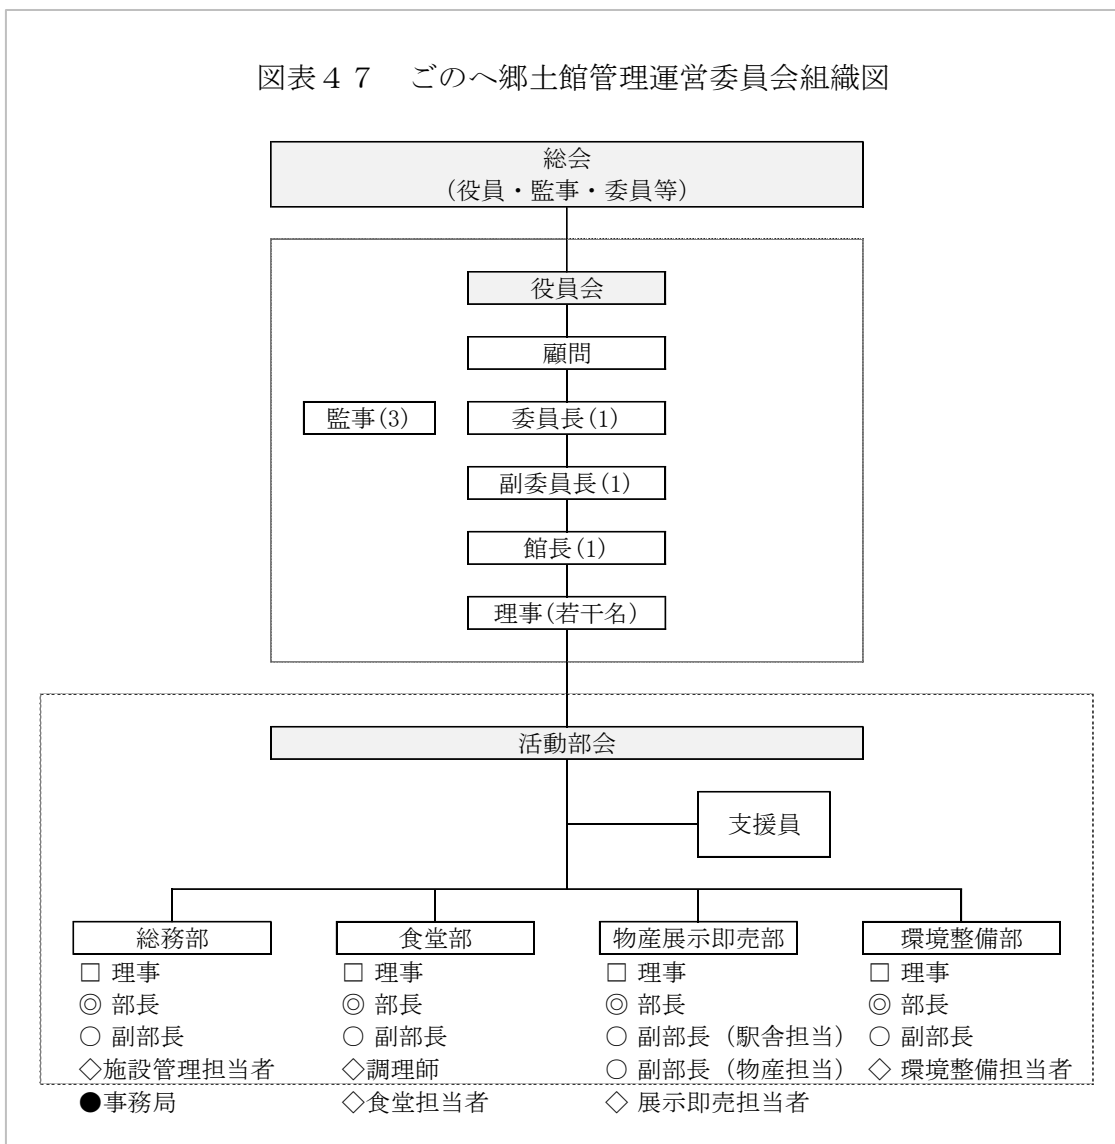 図表４７　ごのへ郷土館管理運営委員会組織図
総会
(役員・監事・委員等)
役員会
顧問
監事(3)
委員長(1)
副委員長(1)
館長(1)
理事(若干名)
活動部会
支援員
総務部
□ 理事
◎ 部長
○ 副部長
◇施設管理担当者
●事務局
食堂部
□ 理事
◎ 部長
○ 副部長
◇調理師
◇食堂担当者
物産展示即売部
□ 理事
◎ 部長
○ 副部長（駅舎担当）
○ 副部長（物産担当）
◇ 展示即売担当者
環境整備部
□ 理事
◎ 部長
○ 副部長
◇ 環境整備担当者